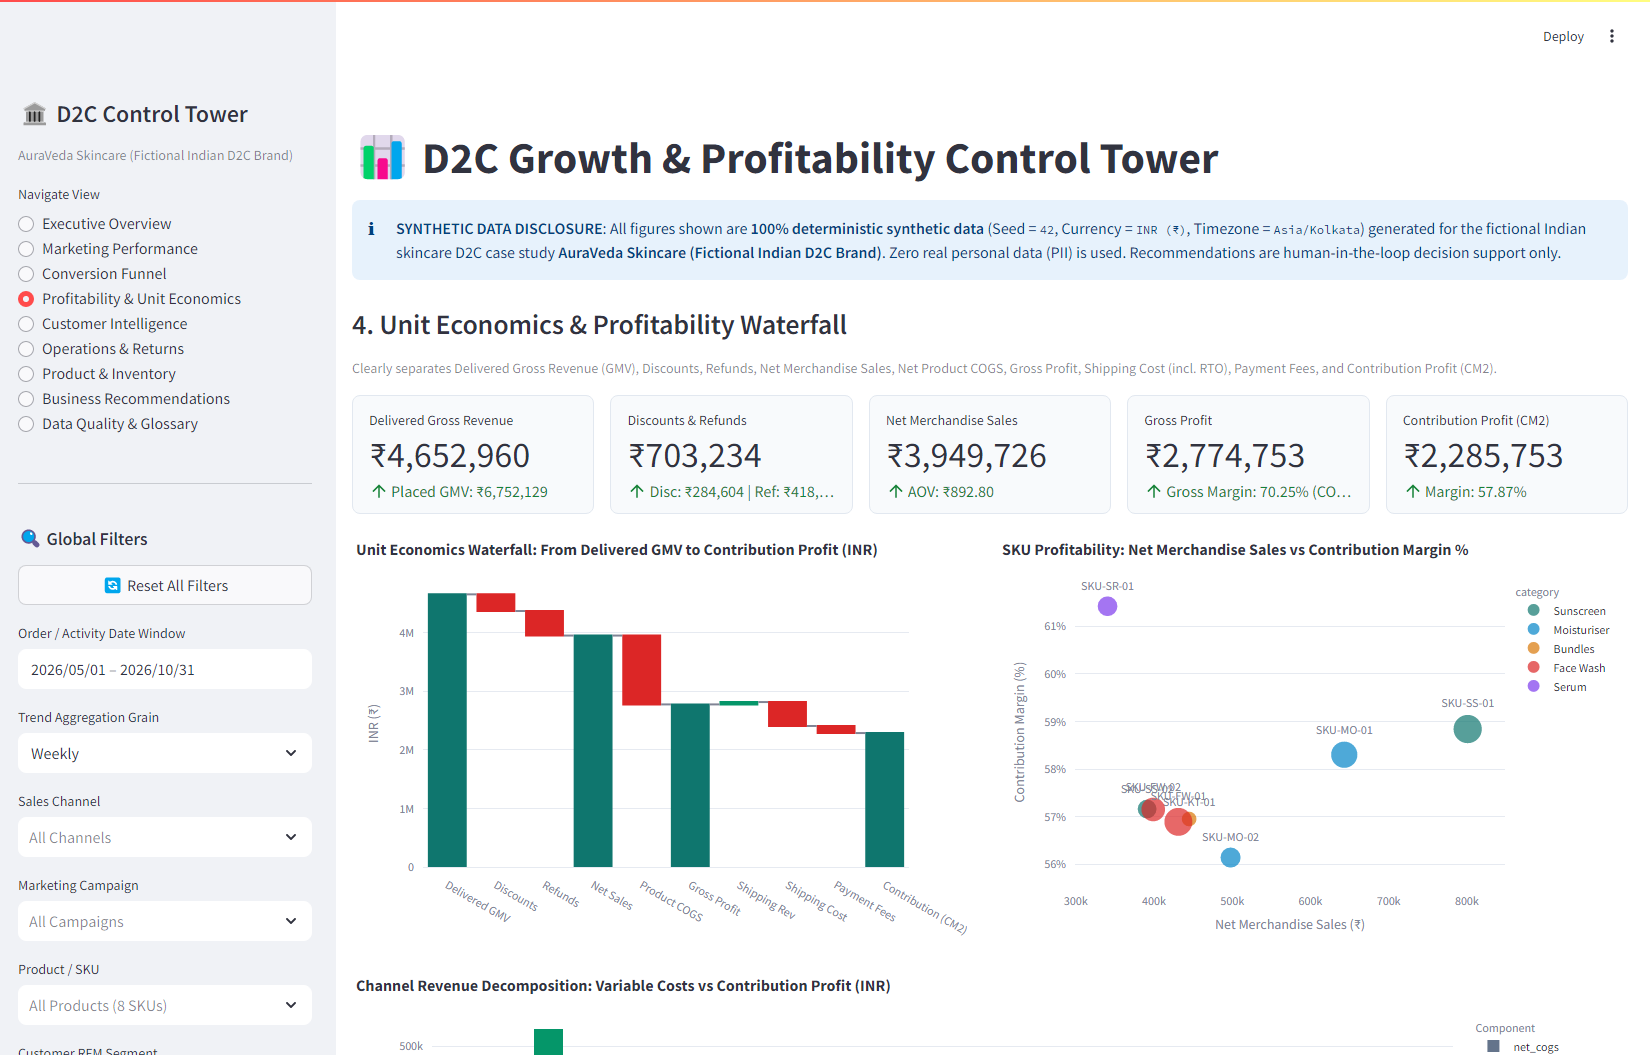 Deploy
D2C Control Tower
AuraVeda Skincare (Fictional Indian D2C Brand)
Navigate View
Executive Overview
Marketing Performance
Conversion Funnel
Profitability & Unit Economics
Customer Intelligence
Operations & Returns
Product & Inventory
Business Recommendations
Data Quality & Glossary
Global Filters
Reset All Filters
Order / Activity Date Window
2026/05/01 – 2026/10/31
Trend Aggregation Grain
Weekly
Sales Channel
All Channels
Marketing Campaign
All Campaigns
Product / SKU
All Products (8 SKUs)
Customer RFM Segment
D2C Growth & Profitability Control Tower
SYNTHETIC DATA DISCLOSURE: All figures shown are 100% deterministic synthetic data (Seed = 42, Currency = INR (₹), Timezone = Asia/Kolkata) generated for the fictional Indian
skincare D2C case study AuraVeda Skincare (Fictional Indian D2C Brand). Zero real personal data (PII) is used. Recommendations are human-in-the-loop decision support only.
4. Unit Economics & Profitability Waterfall
Clearly separates Delivered Gross Revenue (GMV), Discounts, Refunds, Net Merchandise Sales, Net Product COGS, Gross Profit, Shipping Cost (incl. RTO), Payment Fees, and Contribution Profit (CM2).
Delivered Gross Revenue
₹4,652,960
↑ Placed GMV: ₹6,752,129
Discounts & Refunds
₹703,234
↑ Disc: ₹284,604 | Ref: ₹418,…
Net Merchandise Sales
₹3,949,726
↑ AOV: ₹892.80
Gross Profit
₹2,774,753
↑ Gross Margin: 70.25% (CO…
Contribution Profit (CM2)
₹2,285,753
↑ Margin: 57.87%
Unit Economics Waterfall: From Delivered GMV to Contribution Profit (INR)
INR (₹)
4M
3M
2M
1M
0
Delivered GMV
Discounts
Refunds
Net Sales
Product COGS
Gross Profit
Shipping Rev
Shipping Cost
Payment Fees
Contribution (CM2)
SKU Profitability: Net Merchandise Sales vs Contribution Margin %
Contribution Margin (%)
61%
60%
59%
58%
57%
56%
SKU-SR-01
SKU-SS-01
SKU-MO-01
SKU-FW-02
SKU-FW-01
SKU-KT-01
SKU-MO-02
300k
400k
500k
600k
700k
800k
Net Merchandise Sales (₹)
category
Sunscreen
Moisturiser
Bundles
Face Wash
Serum
Channel Revenue Decomposition: Variable Costs vs Contribution Profit (INR)
500k
Component
net_cogs